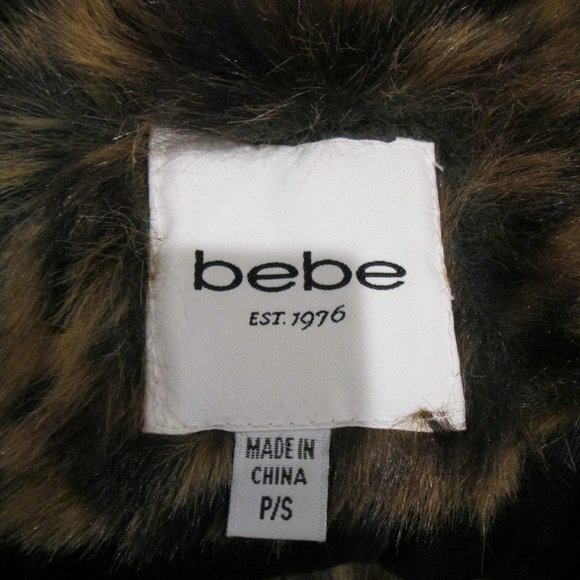 bebe
EST. 1976
MADE IN
CHINA
P/S